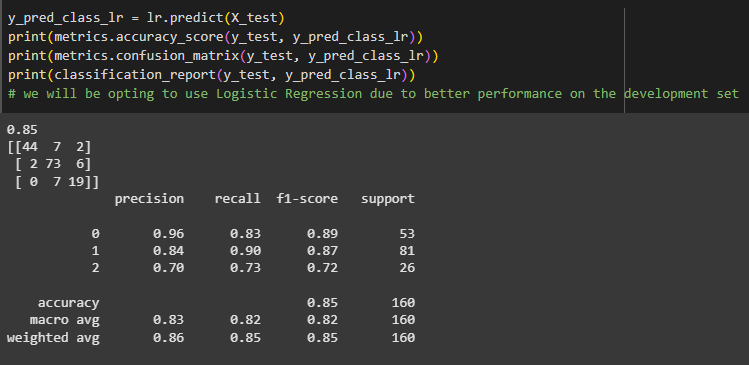 y_pred_class_lr = lr.predict(X_test)
print(metrics.accuracy_score(y_test, y_pred_class_lr))
print(metrics.confusion_matrix(y_test, y_pred_class_lr))
print(classification_report(y_test, y_pred_class_lr))
# we will be opting to use Logistic Regression due to better performance on the development set
0.85
[[44  7  2]
 [ 2 73  6]
 [ 0  7 19]]
              precision    recall  f1-score   support
           0       0.96      0.83      0.89        53
           1       0.84      0.90      0.87        81
           2       0.70      0.73      0.72        26
    accuracy                           0.85       160
   macro avg       0.83      0.82      0.82       160
weighted avg       0.86      0.85      0.85       160